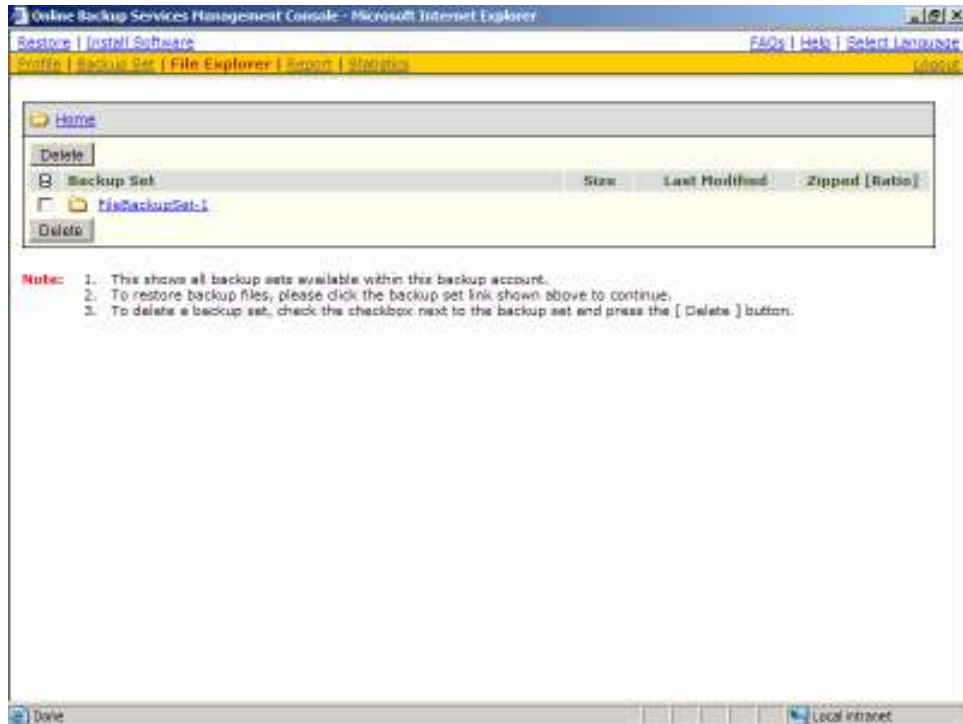 Online Backup Services Management Console - Microsoft Internet Explorer
Restore | Install Software FAQs | Help | Select Language
Profile | Backup Set | File Explorer | Report | Statistics Logout
Home
Delete
Backup Set Size Last Modified Zipped [Ratio]
FileBackupSet-1
Delete
Note: 1. This shows all backup sets available within this backup account.
2. To restore backup files, please click the backup set link shown above to continue.
3. To delete a backup set, check the checkbox next to the backup set and press the [ Delete ] button.
Done Local intranet